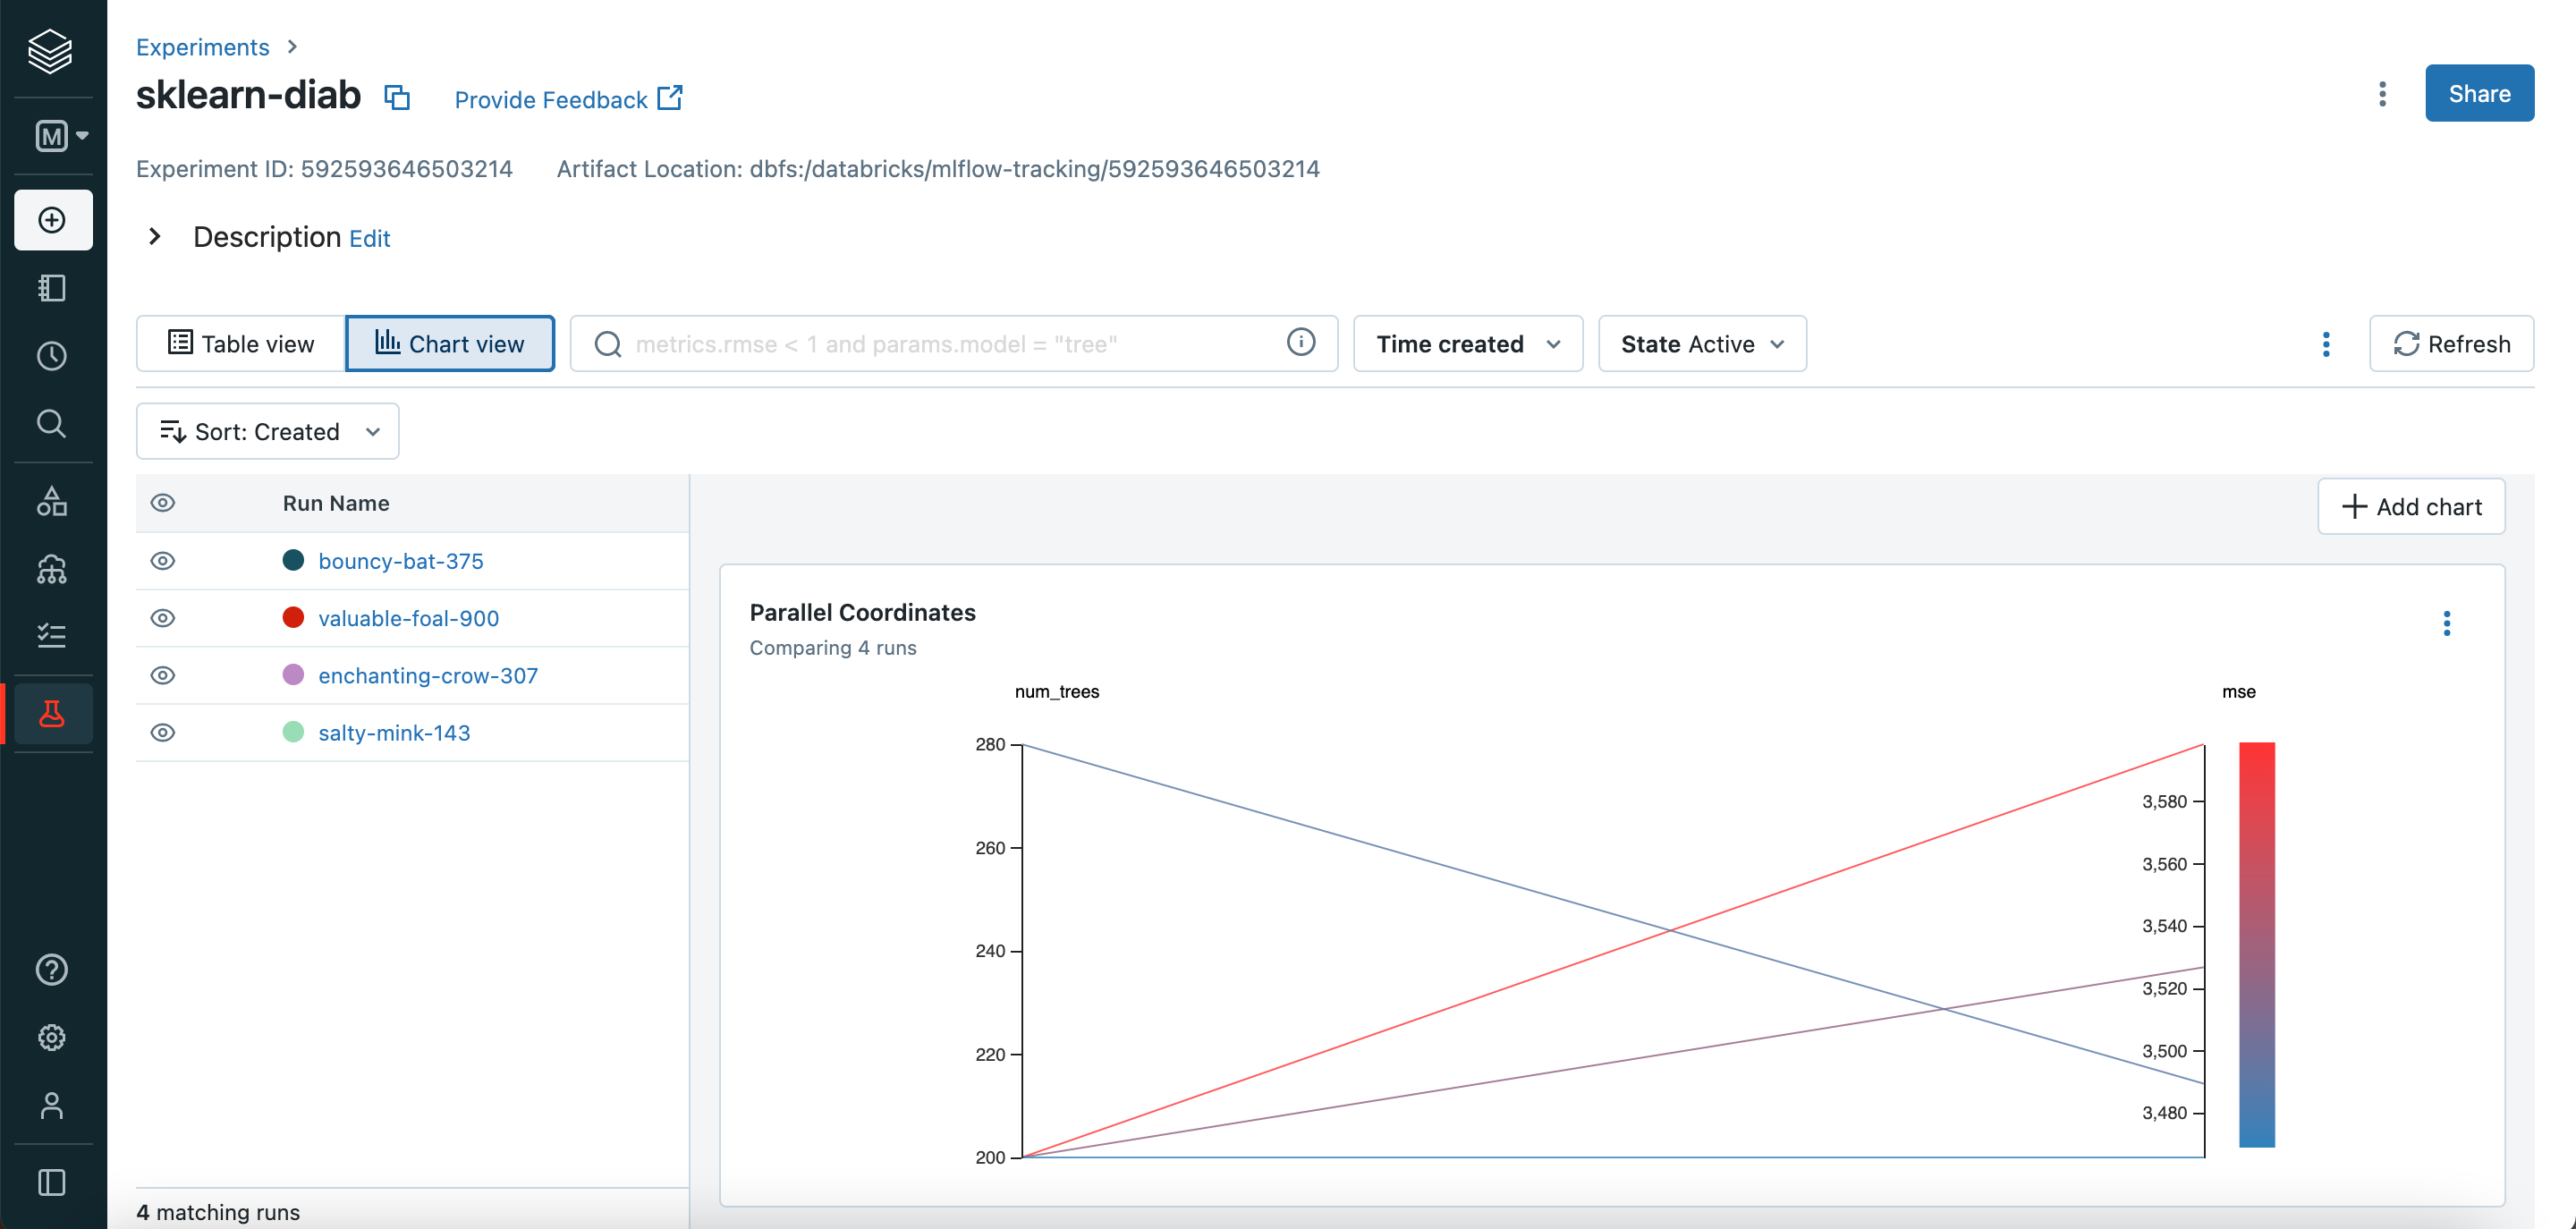 Experiments
sklearn-diab Provide Feedback
Share
Experiment ID: 592593646503214 Artifact Location: dbfs:/databricks/mlflow-tracking/592593646503214
M
Description Edit
Table view Chart view metrics.rmse < 1 and params.model = "tree" Time created State Active Refresh
Sort: Created
Run Name
Add chart
bouncy-bat-375
valuable-foal-900
enchanting-crow-307
salty-mink-143
4 matching runs
Parallel Coordinates
Comparing 4 runs
num_trees
280
260
240
220
200
mse
3,580
3,560
3,540
3,520
3,500
3,480